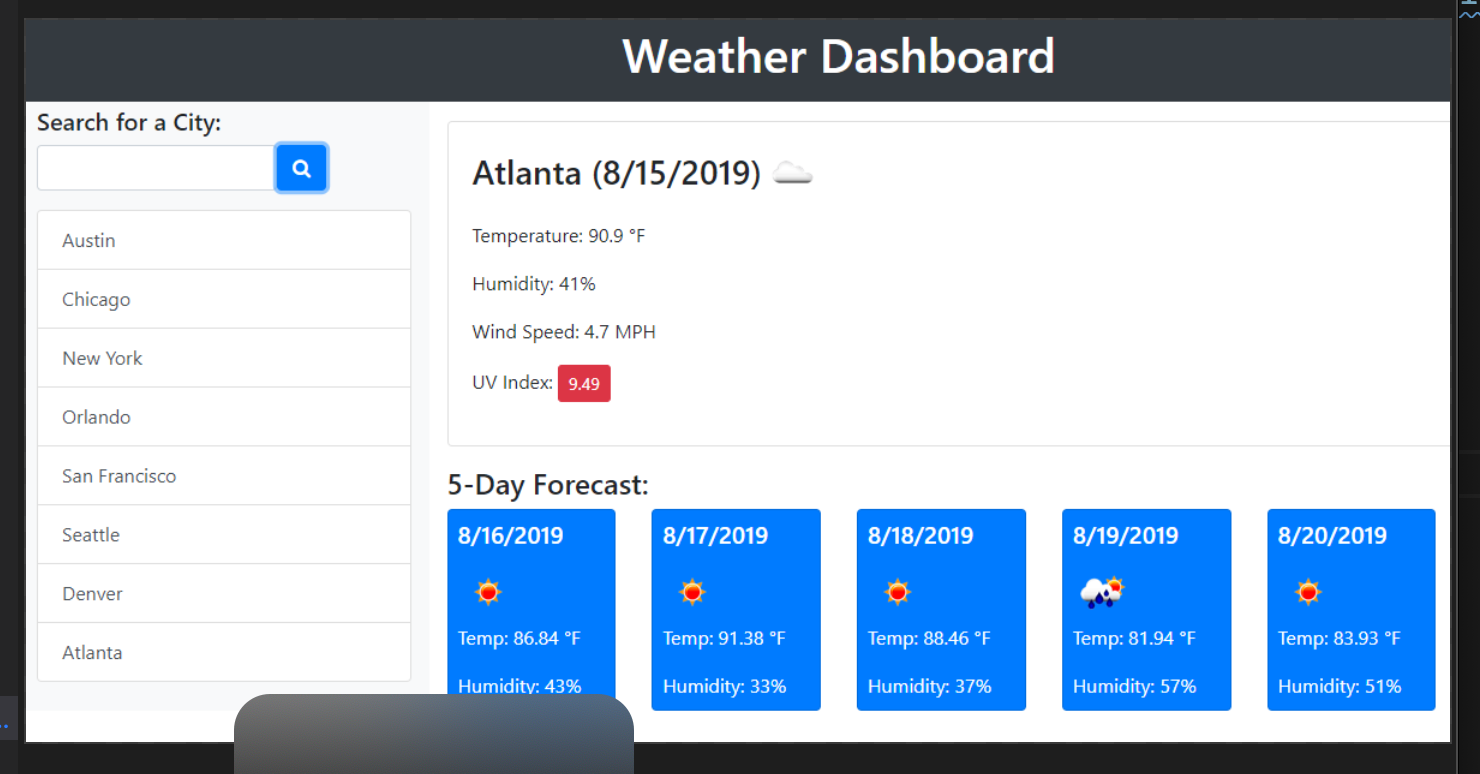 Weather Dashboard
Search for a City:
Austin
Chicago
New York
Orlando
San Francisco
Seattle
Denver
Atlanta
Atlanta (8/15/2019)
Temperature: 90.9 °F
Humidity: 41%
Wind Speed: 4.7 MPH
UV Index: 9.49
5-Day Forecast:
8/16/2019
Temp: 86.84 °F
Humidity: 43%
8/17/2019
Temp: 91.38 °F
Humidity: 33%
8/18/2019
Temp: 88.46 °F
Humidity: 37%
8/19/2019
Temp: 81.94 °F
Humidity: 57%
8/20/2019
Temp: 83.93 °F
Humidity: 51%